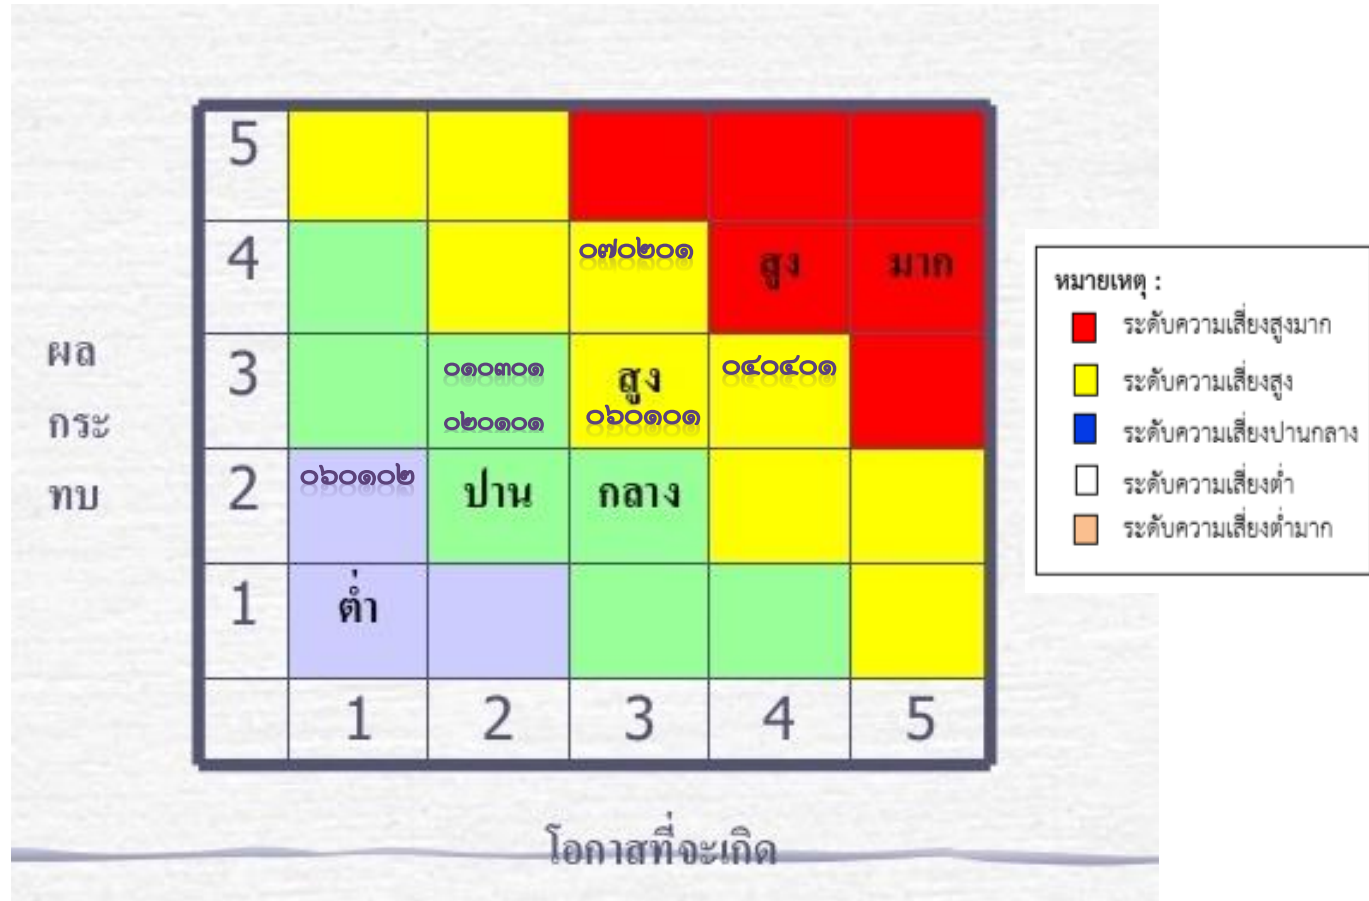 5
4 ๐๗๐๒๐๑ สูง มาก
ผล
กระ
ทบ
3 ๐๑๐๓๐๑ สูง ๐๔๐๔๐๑
๐๒๐๑๐๑ ๐๖๐๑๐๑
2 ๐๖๐๑๐๒ ปาน กลาง
1 ต่ำ
1 2 3 4 5
โอกาสที่จะเกิด
หมายเหตุ :
ระดับความเสี่ยงสูงมาก
ระดับความเสี่ยงสูง
ระดับความเสี่ยงปานกลาง
ระดับความเสี่ยงต่ำ
ระดับความเสี่ยงต่ำมาก